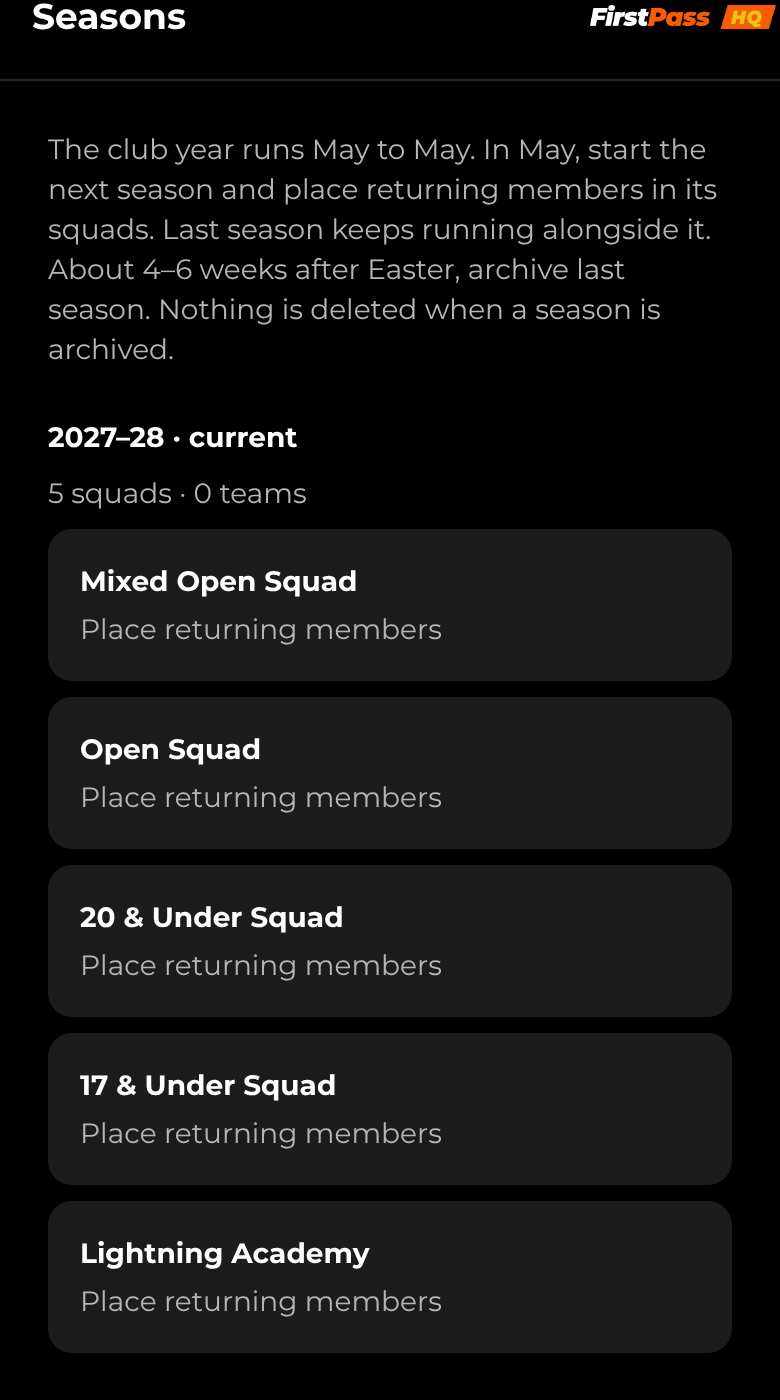 Seasons
FirstPass HQ
The club year runs May to May. In May, start the
next season and place returning members in its
squads. Last season keeps running alongside it.
About 4–6 weeks after Easter, archive last
season. Nothing is deleted when a season is
archived.
2027–28 · current
5 squads · 0 teams
Mixed Open Squad
Place returning members
Open Squad
Place returning members
20 & Under Squad
Place returning members
17 & Under Squad
Place returning members
Lightning Academy
Place returning members